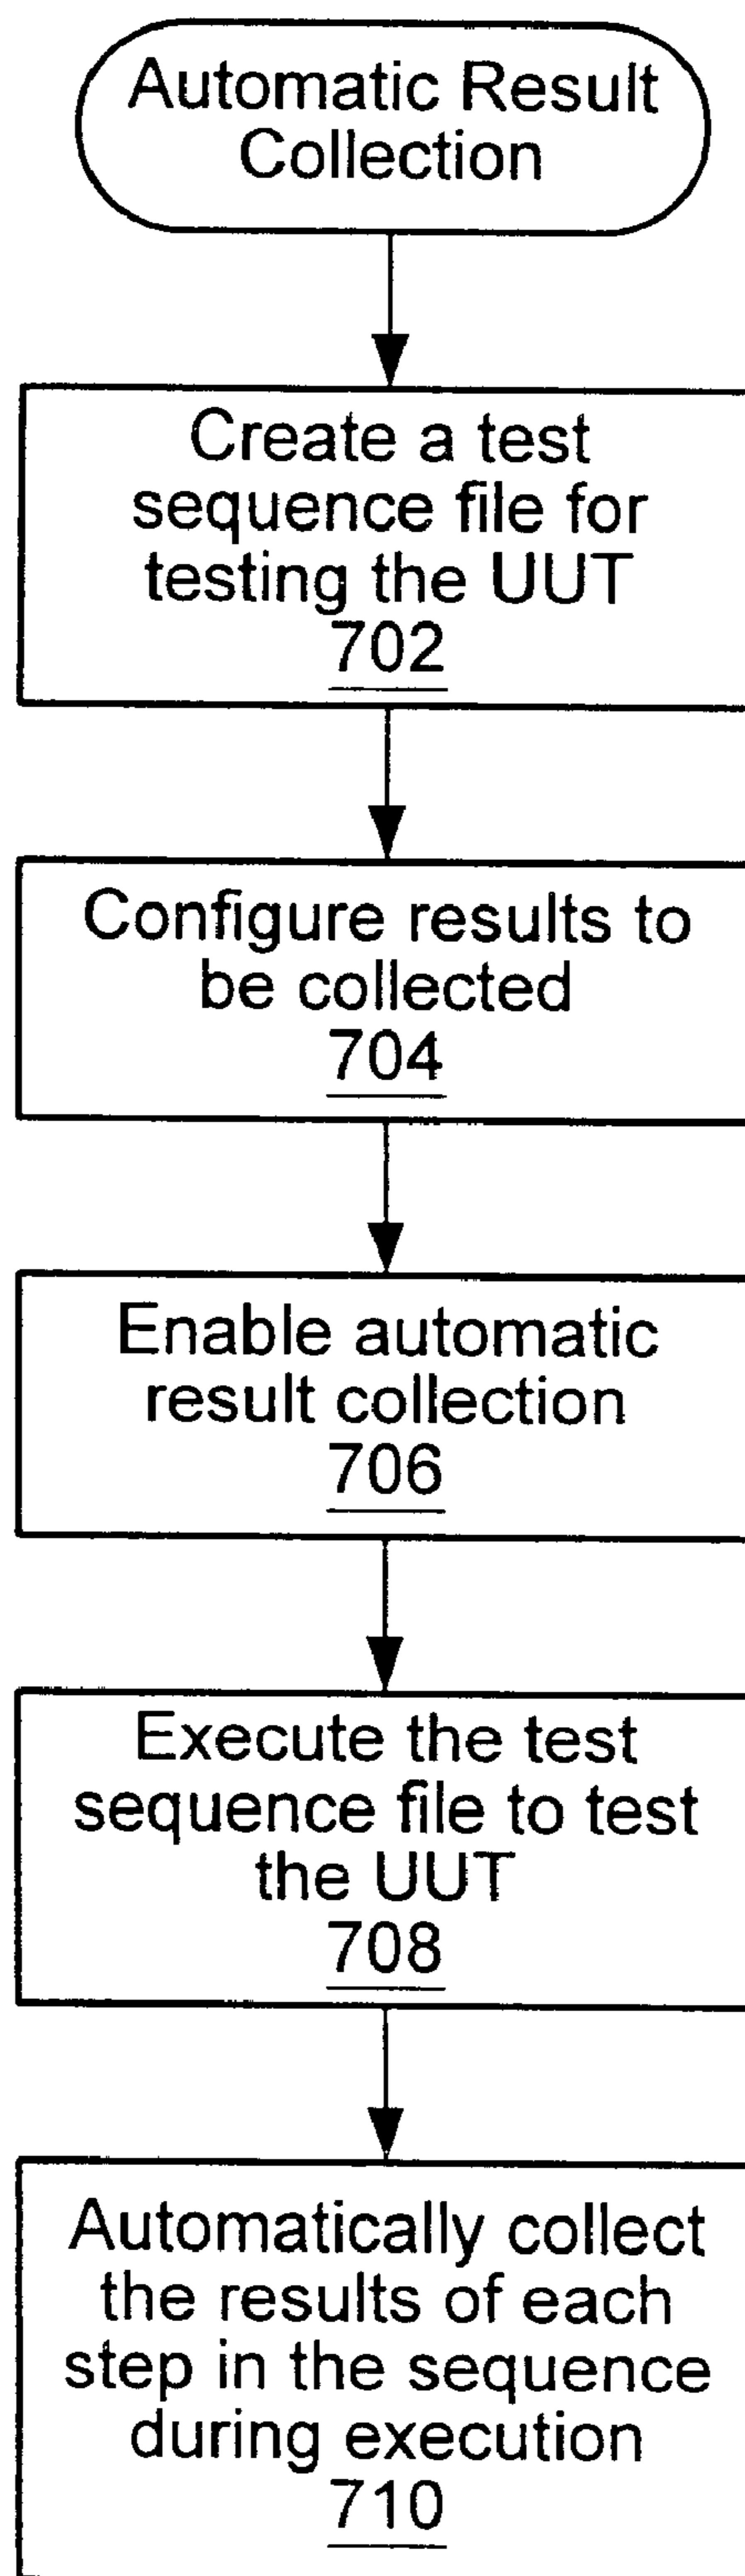 Automatic Result
Collection
Create a test
sequence file for
testing the UUT
702
Configure results to
be collected
704
Enable automatic
result collection
706
Execute the test
sequence file to test
the UUT
708
Automatically collect
the results of each
step in the sequence
during execution
710